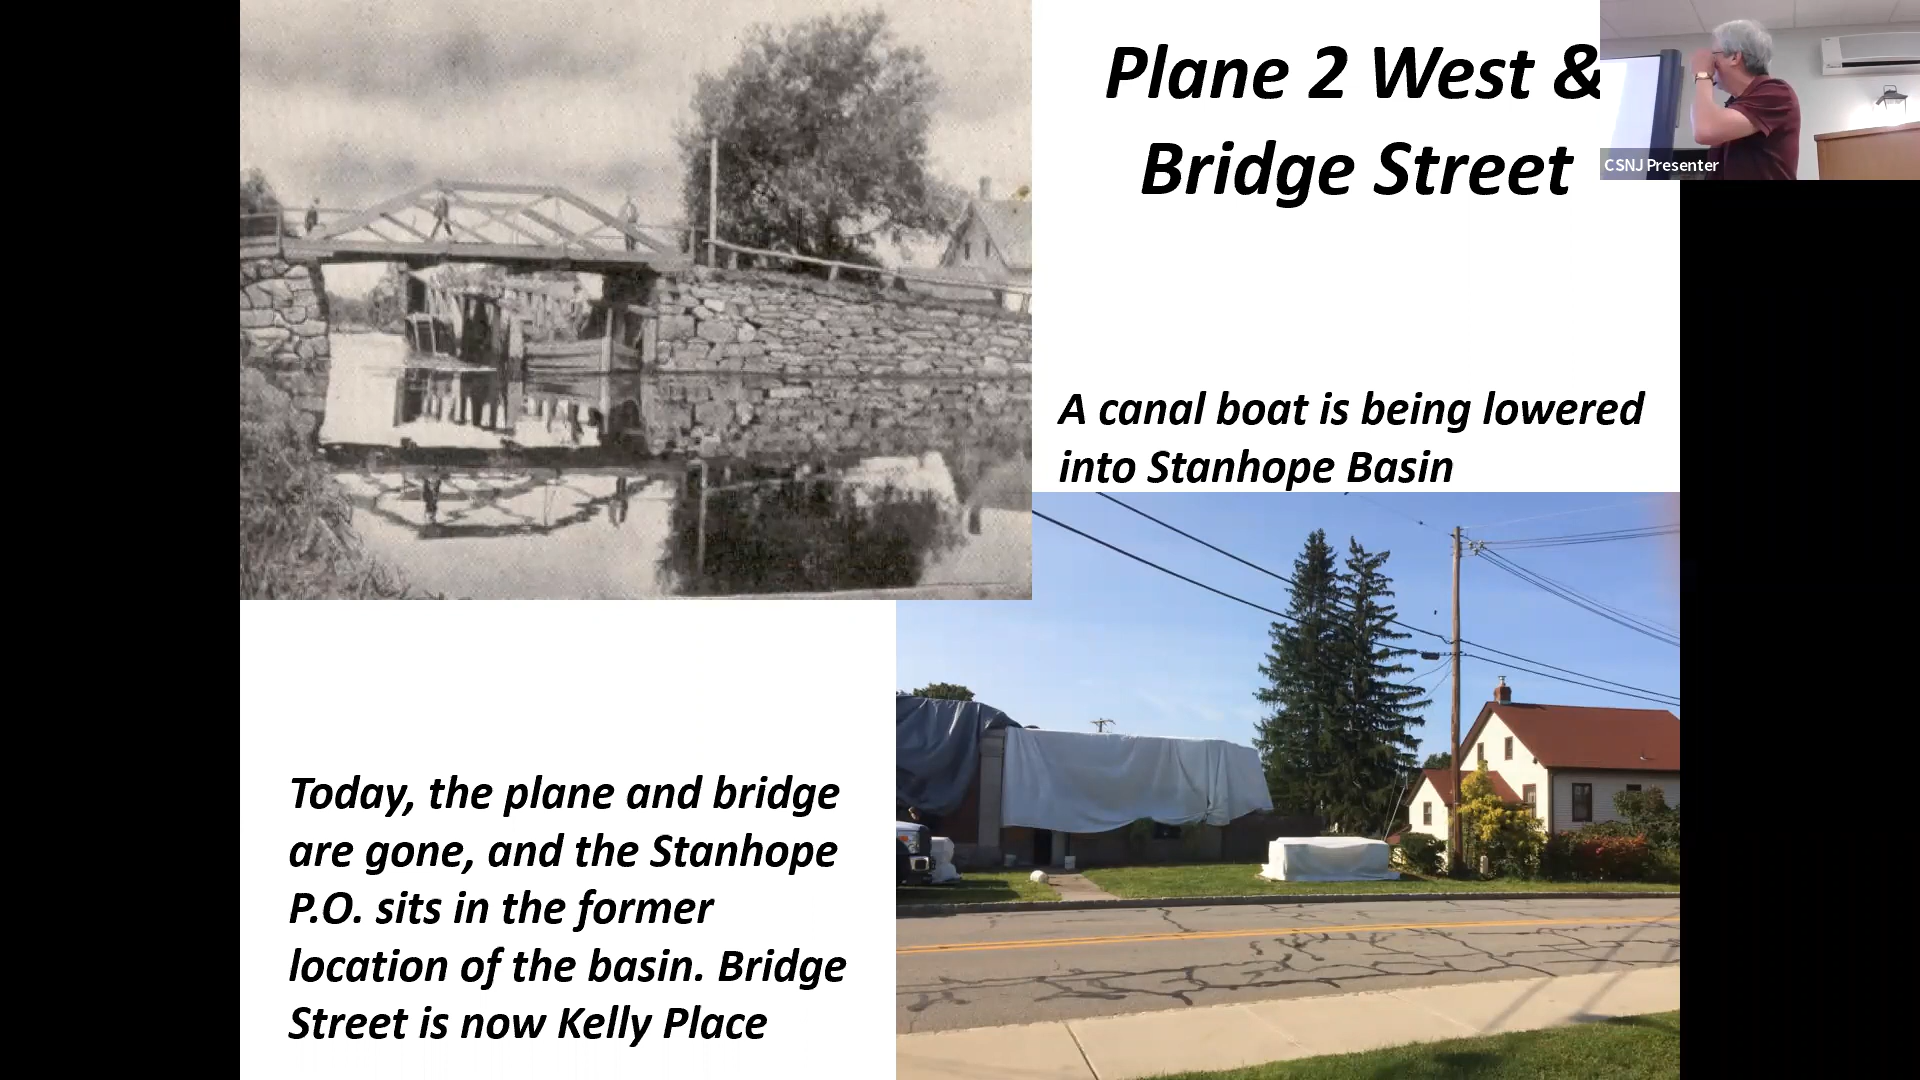 Plane 2 West &
Bridge Street
CSNJ Presenter
A canal boat is being lowered
into Stanhope Basin
Today, the plane and bridge
are gone, and the Stanhope
P.O. sits in the former
location of the basin. Bridge
Street is now Kelly Place